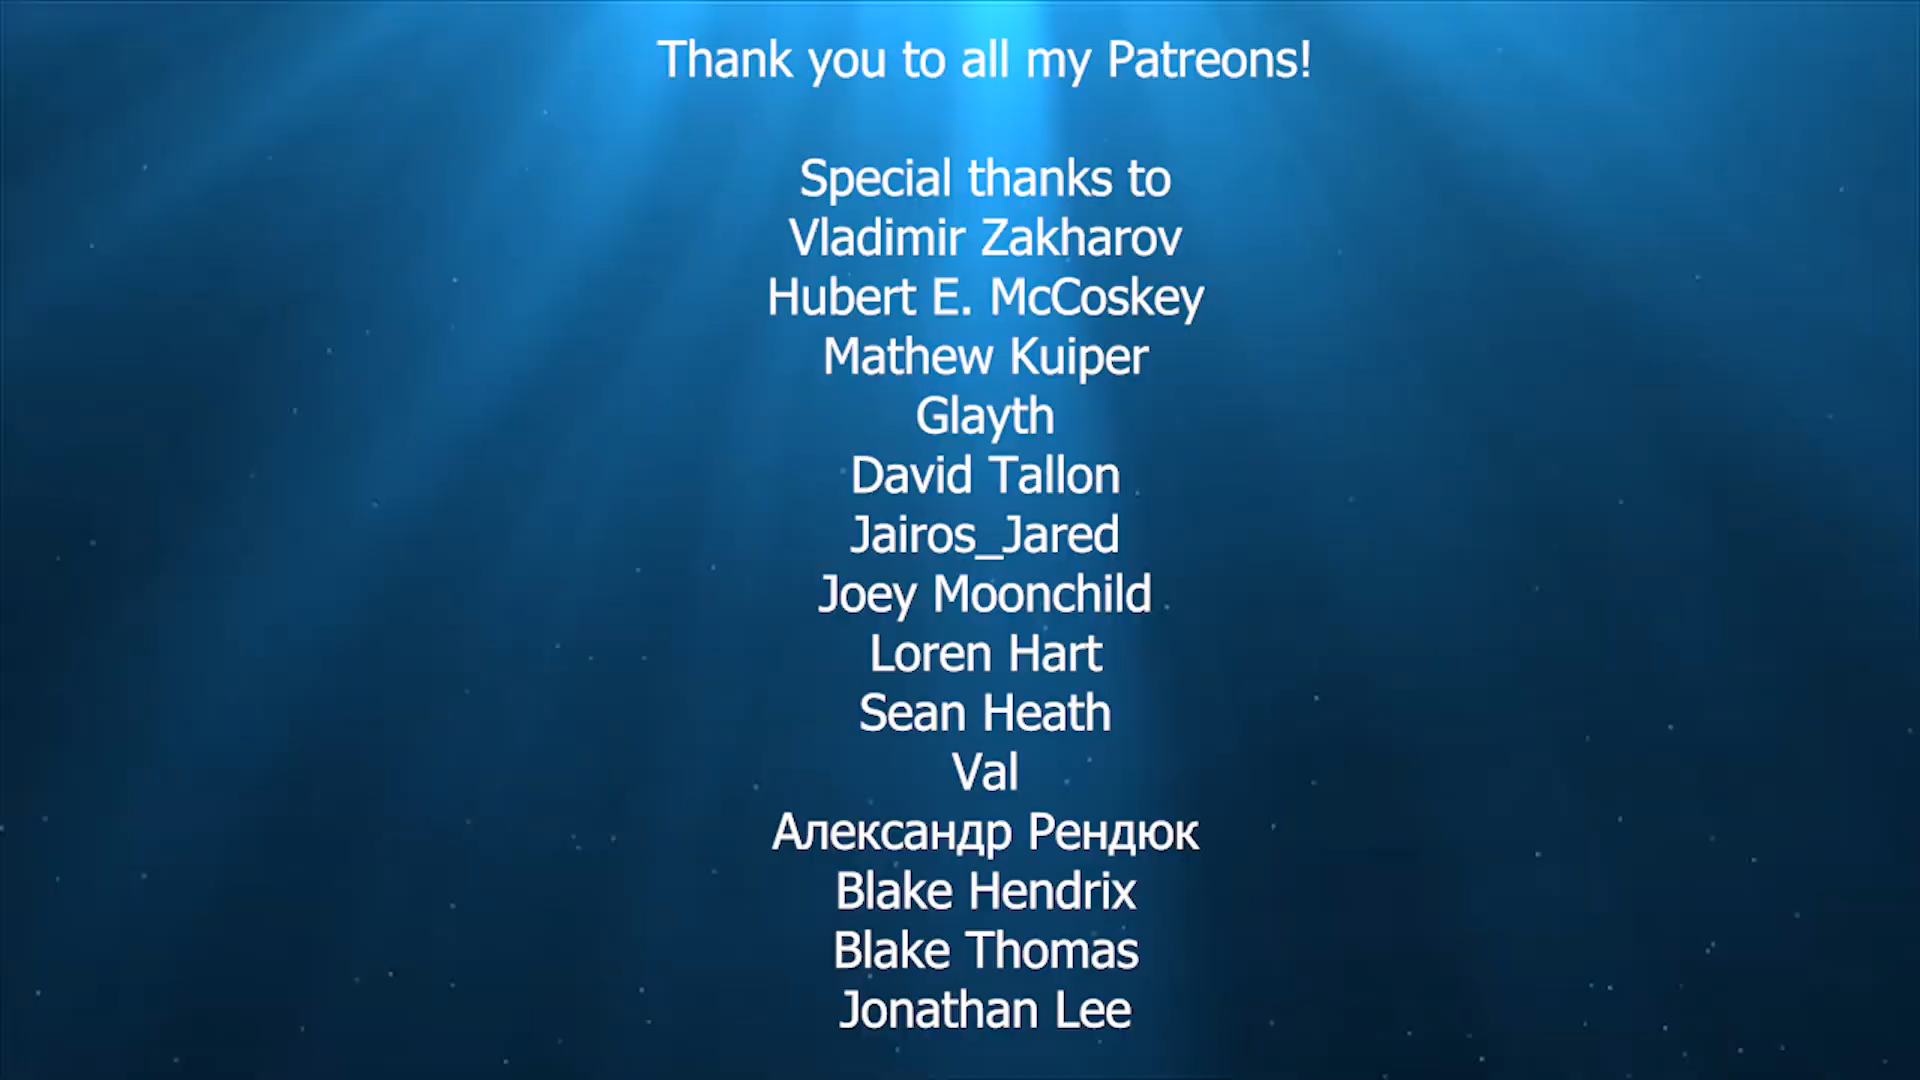 Thank you to all my Patreons!
Special thanks to
Vladimir Zakharov
Hubert E. McCoskey
Mathew Kuiper
Glayth
David Tallon
Jairos_Jared
Joey Moonchild
Loren Hart
Sean Heath
Val
Александр Рендюк
Blake Hendrix
Blake Thomas
Jonathan Lee